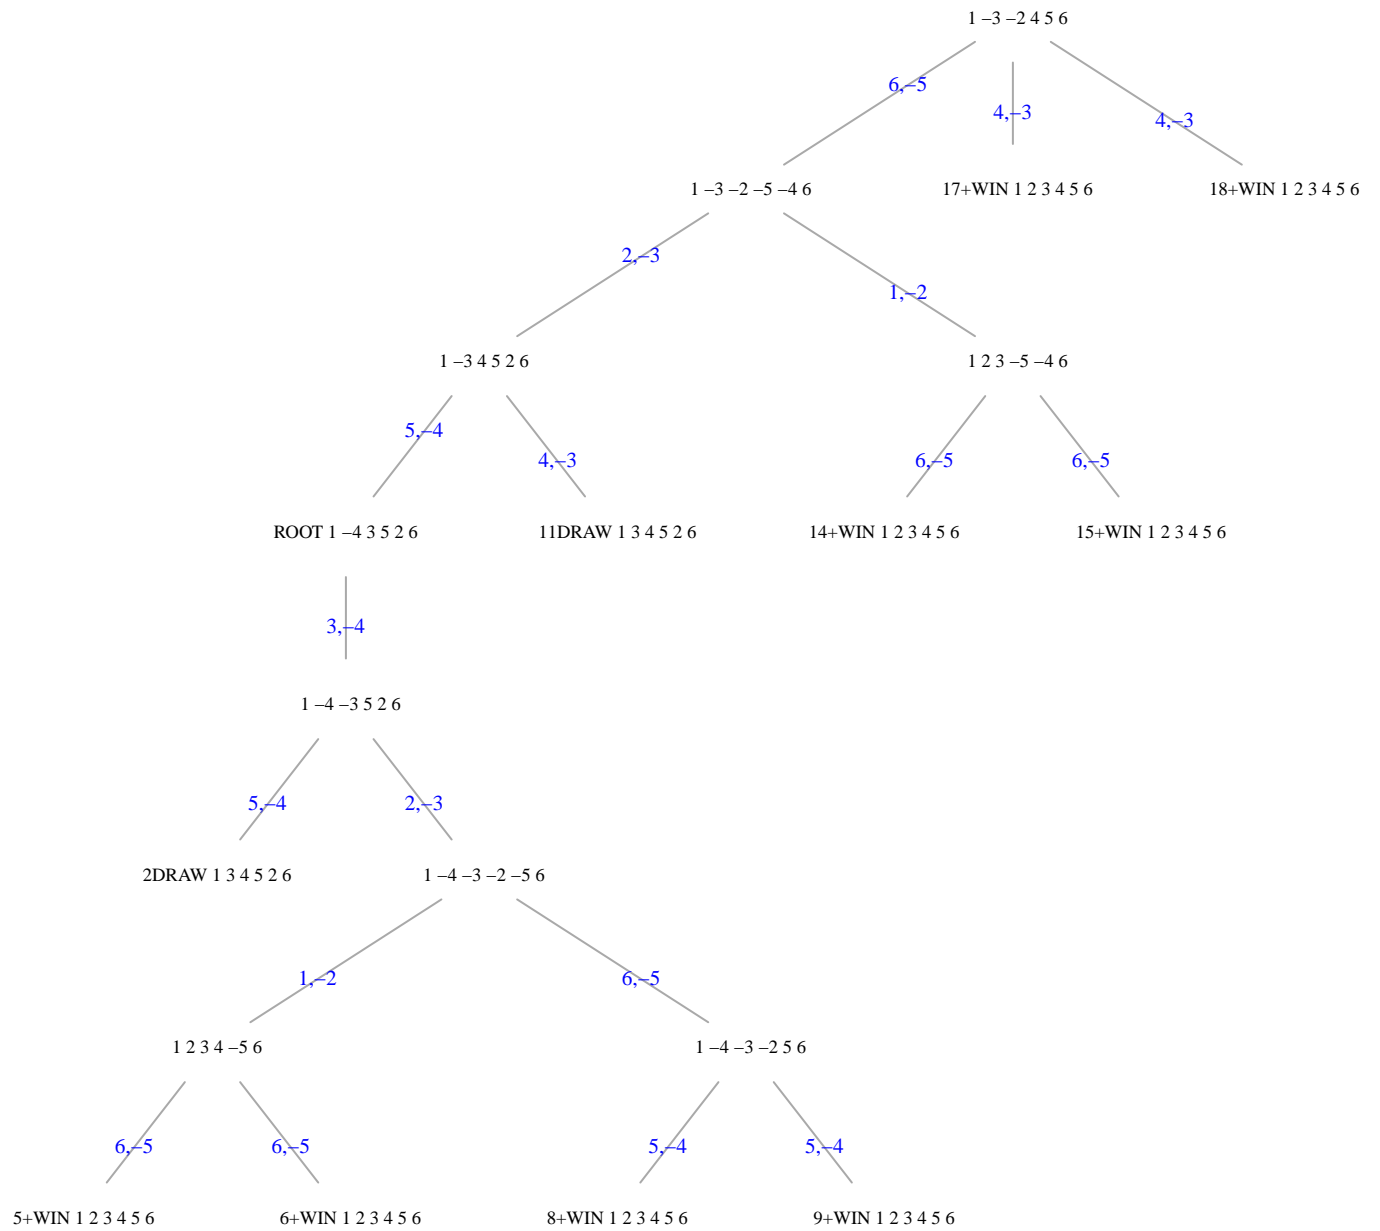 1 –3 –2 4 5 6
6,–5
4,–3
4,–3
1 –3 –2 –5 –4 6
17+WIN 1 2 3 4 5 6
18+WIN 1 2 3 4 5 6
2,–3
1,–2
1 –3 4 5 2 6
1 2 3 –5 –4 6
5,–4
4,–3
6,–5
6,–5
ROOT 1 –4 3 5 2 6
11DRAW 1 3 4 5 2 6
14+WIN 1 2 3 4 5 6
15+WIN 1 2 3 4 5 6
3,–4
1 –4 –3 5 2 6
5,–4
2,–3
2DRAW 1 3 4 5 2 6
1 –4 –3 –2 –5 6
1,–2
6,–5
1 2 3 4 –5 6
1 –4 –3 –2 5 6
6,–5
6,–5
5,–4
5,–4
5+WIN 1 2 3 4 5 6
6+WIN 1 2 3 4 5 6
8+WIN 1 2 3 4 5 6
9+WIN 1 2 3 4 5 6